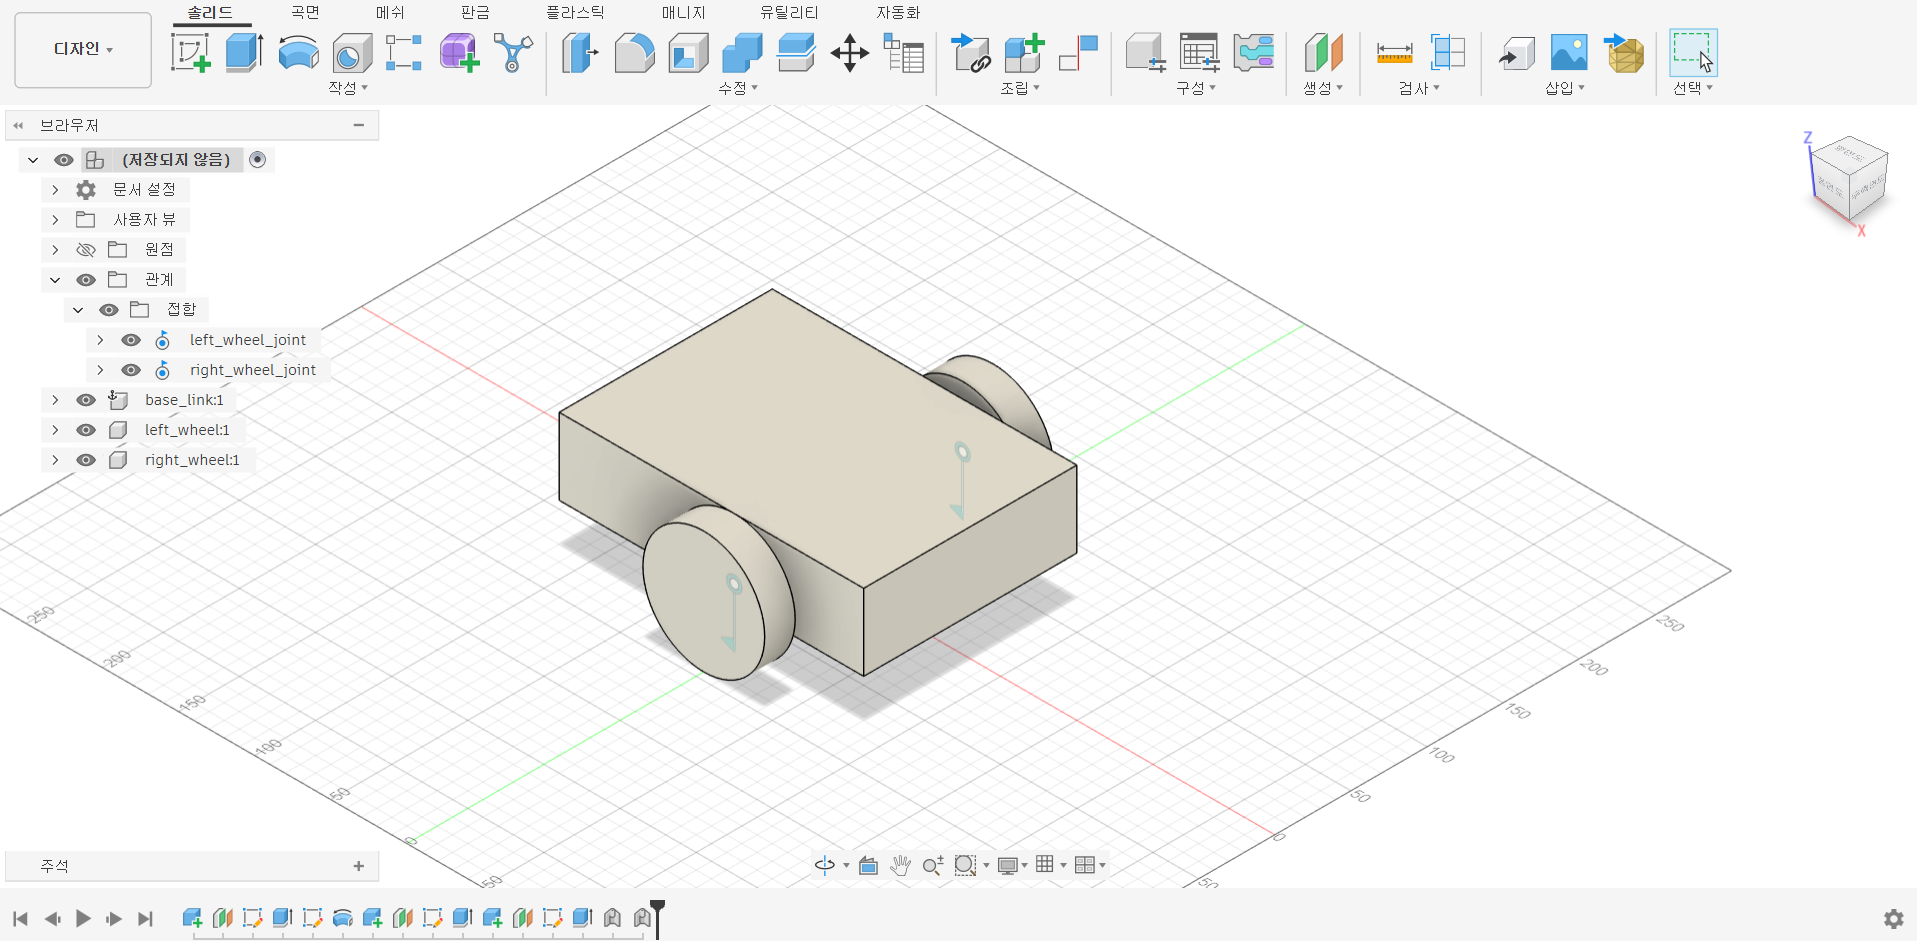 솔리드 곡면 메쉬 판금 플라스틱 매니지 유틸리티 자동화
디자인
작성 수정 조립 구성 생성 검사 삽입 선택
브라우저
(저장되지 않음)
문서 설정
사용자 뷰
원점
관계
접합
left_wheel_joint
right_wheel_joint
base_link:1
left_wheel:1
right_wheel:1
Z
X
250
200
150
100
50
0
50
250
200
150
100
50
0
50
주석